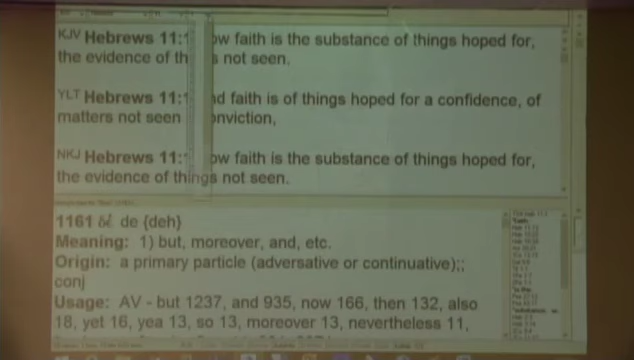 KJV Hebrews 11:1 ow faith is the substance of things hoped for,
the evidence of th s not seen.
YLT Hebrews 11:1 nd faith is of things hoped for a confidence, of
matters not seen onviction,
NKJ Hebrews 11: ow faith is the substance of things hoped for,
the evidence of things not seen.
1161 δέ de {deh}
Meaning: 1) but, moreover, and, etc.
Origin: a primary particle (adversative or continuative);;
conj
Usage: AV - but 1237, and 935, now 166, then 132, also
18, yet 16, yea 13, so 13, moreover 13, nevertheless 11,